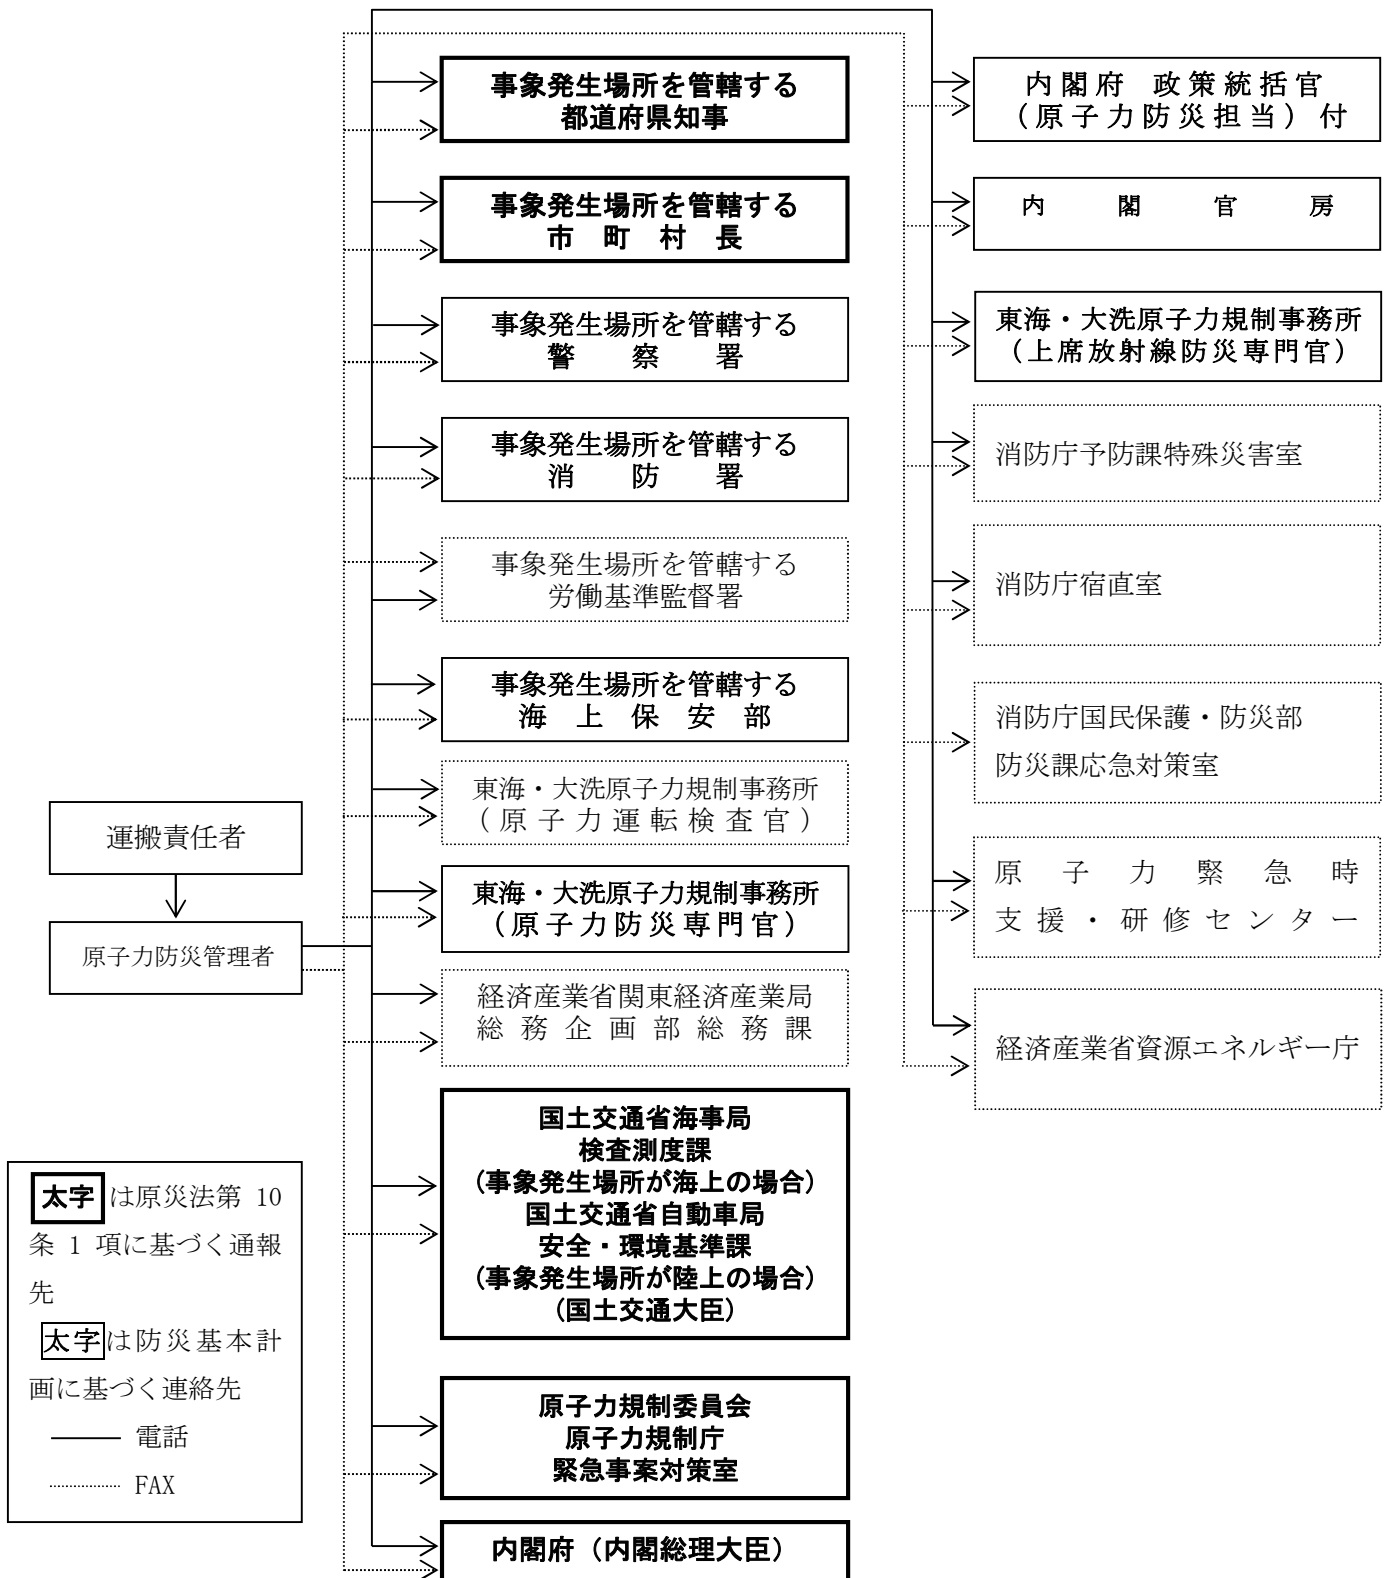 事象発生場所を管轄する
都道府県知事
事象発生場所を管轄する
市町村長
事象発生場所を管轄する
警察署
事象発生場所を管轄する
消防署
事象発生場所を管轄する
労働基準監督署
事象発生場所を管轄する
海上保安部
東海・大洗原子力規制事務所
(原子力運転検査官)
東海・大洗原子力規制事務所
(原子力防災専門官)
経済産業省関東経済産業局
総務企画部総務課
国土交通省海事局
検査測度課
(事象発生場所が海上の場合)
国土交通省自動車局
安全・環境基準課
(事象発生場所が陸上の場合)
(国土交通大臣)
原子力規制委員会
原子力規制庁
緊急事案対策室
内閣府(内閣総理大臣)
内閣府 政策統括官
(原子力防災担当)付
内閣官房
東海・大洗原子力規制事務所
(上席放射線防災専門官)
消防庁予防課特殊災害室
消防庁宿直室
消防庁国民保護・防災部
防災課応急対策室
原子力緊急時
支援・研修センター
経済産業省資源エネルギー庁
運搬責任者
原子力防災管理者
太字は原災法第 10
条 1 項に基づく通報
先
太字は防災基本計
画に基づく連絡先
電話
FAX